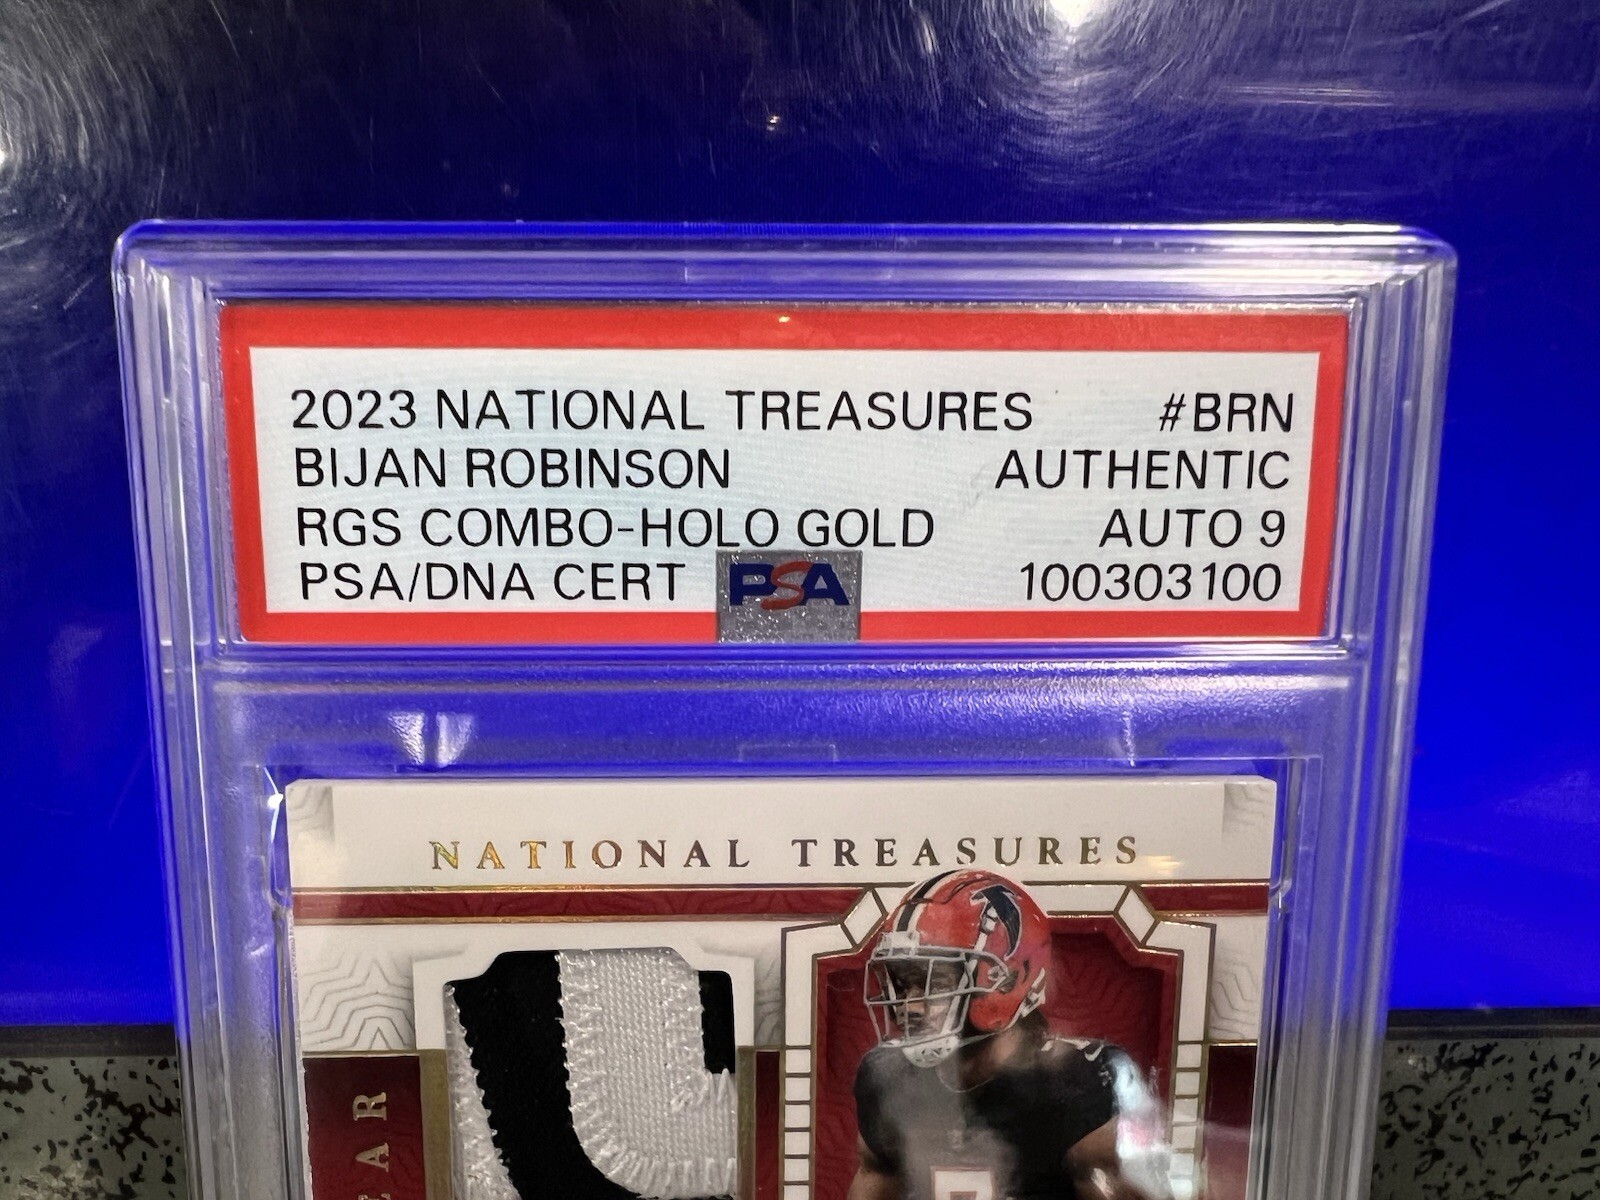 2023 NATIONAL TREASURES #BRN
BIJAN ROBINSON AUTHENTIC
RGS COMBO-HOLO GOLD AUTO 9
PSA/DNA CERT PSA 100303100
NATIONAL TREASURES